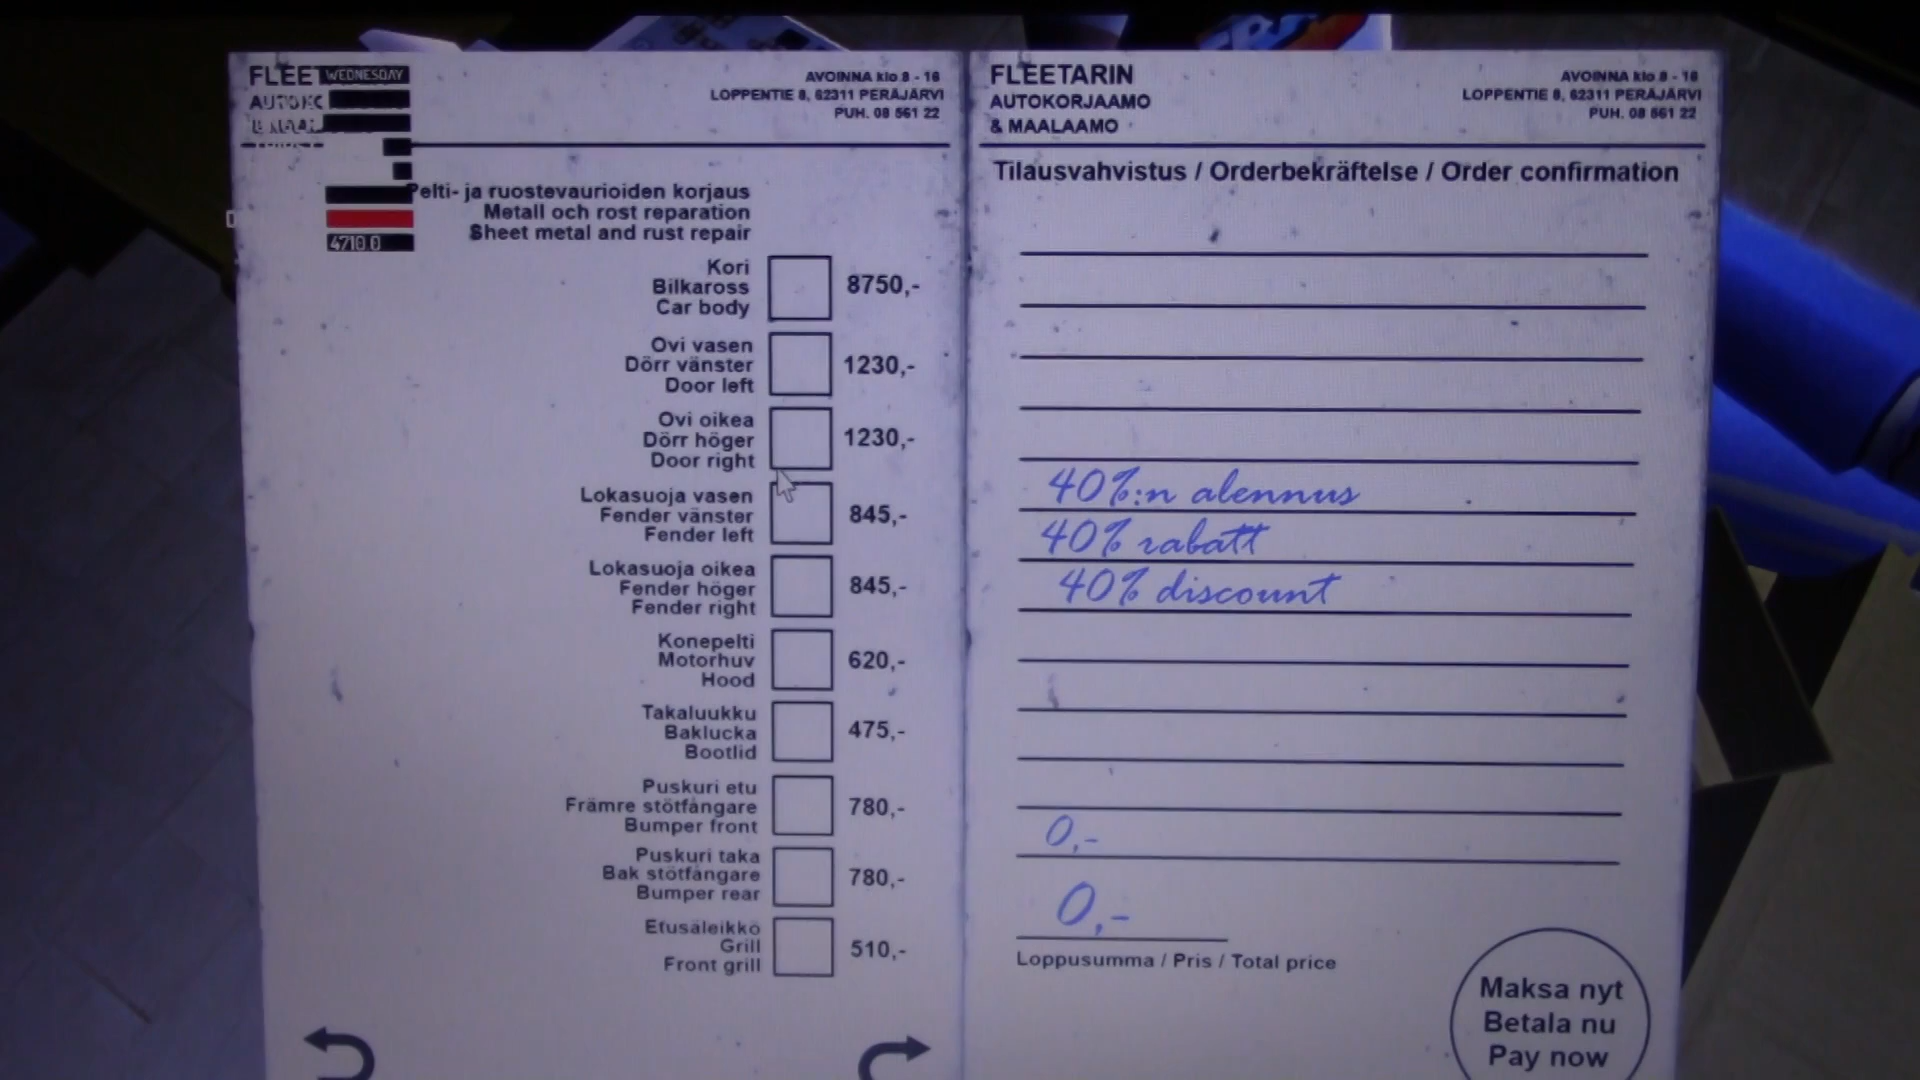 FLEE WEDNESDAY
AUTOKO
AVOINNA klo 8 - 16
LOPPENTIE 8, 62311 PERÄJÄRVI
PUH. 08 561 22
Pelti- ja ruostevaurioiden korjaus
Metall och rost reparation
Sheet metal and rust repair
4710.0
Kori
Bilkaross
Car body
8750,-
Ovi vasen
Dörr vänster
Door left
1230,-
Ovi oikea
Dörr höger
Door right
1230,-
Lokasuoja vasen
Fender vänster
Fender left
845,-
Lokasuoja oikea
Fender höger
Fender right
845,-
Konepelti
Motorhuv
Hood
620,-
Takaluukku
Baklucka
Bootlid
475,-
Puskuri etu
Främre stötfångare
Bumper front
780,-
Puskuri taka
Bak stötfångare
Bumper rear
780,-
Etusäleikkö
Grill
Front grill
510,-
FLEETARIN
AUTOKORJAAMO
& MAALAAMO
AVOINNA klo 8 - 16
LOPPENTIE 8, 62311 PERÄJÄRVI
PUH. 08 561 22
Tilausvahvistus / Orderbekräftelse / Order confirmation
40%:n alennus
40% rabatt
40% discount
0,-
0,-
Loppusumma / Pris / Total price
Maksa nyt
Betala nu
Pay now